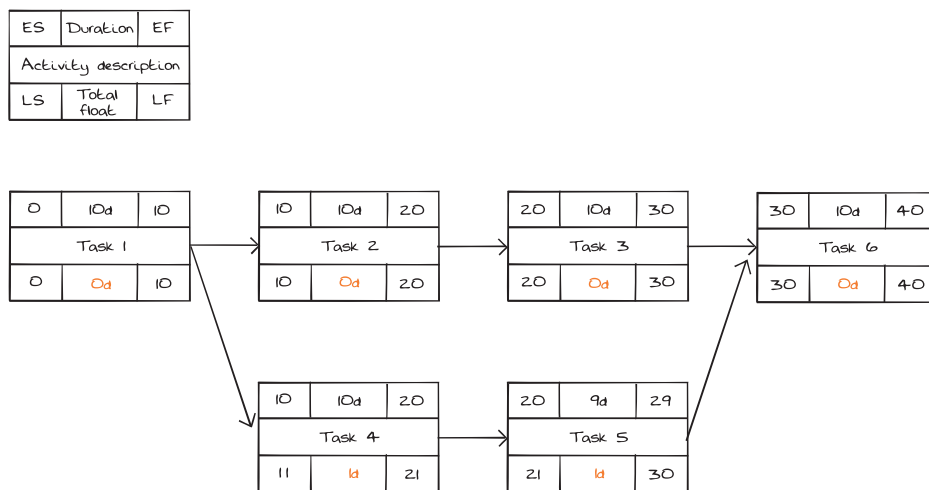 ES Duration EF
Activity description
LS Total float LF
0 10d 10
Task 1
0 0d 10
10 10d 20
Task 2
10 0d 20
20 10d 30
Task 3
20 0d 30
30 10d 40
Task 6
30 0d 40
10 10d 20
Task 4
11 1d 21
20 9d 29
Task 5
21 1d 30